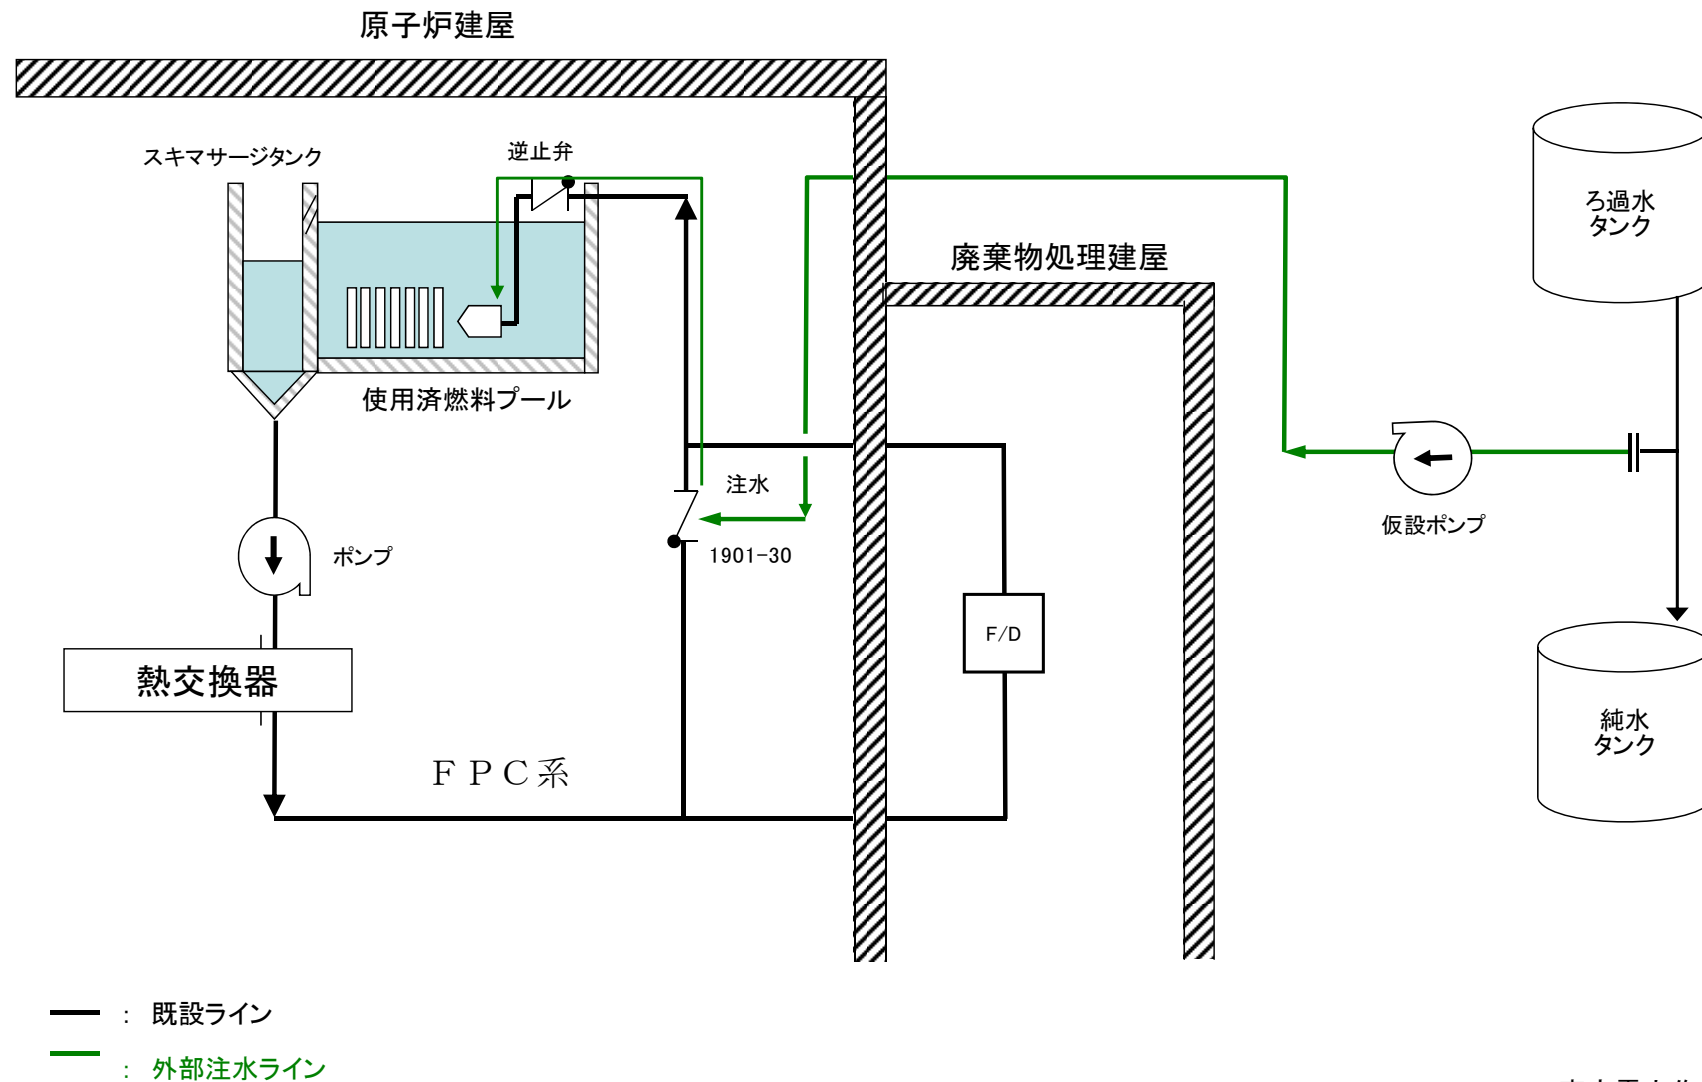 原子炉建屋
スキマサージタンク
逆止弁
ろ過水
タンク
廃棄物処理建屋
使用済燃料プール
注水
仮設ポンプ
ポンプ
1901-30
F/D
熱交換器
純水
タンク
ＦＰＣ系
： 既設ライン
： 外部注水ライン